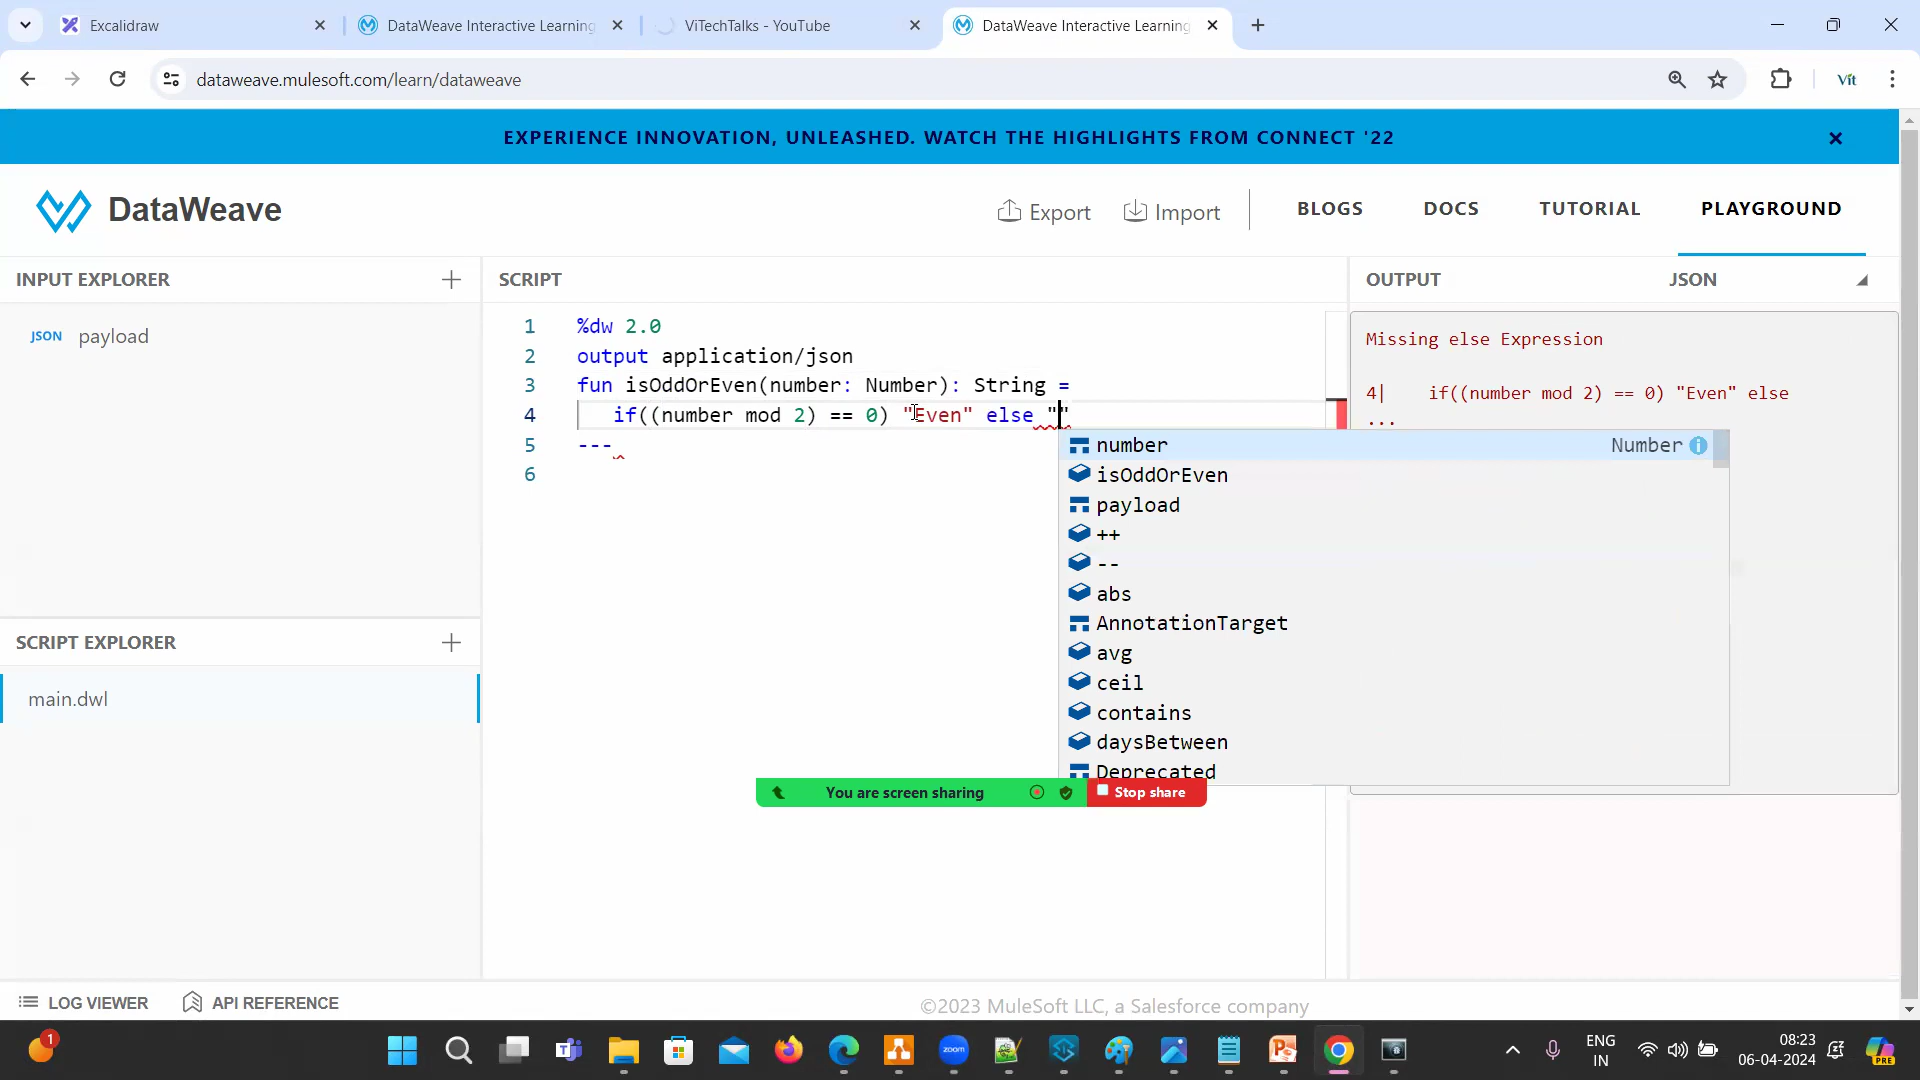 Excalidraw
DataWeave Interactive Learning
ViTechTalks - YouTube
DataWeave Interactive Learning
dataweave.mulesoft.com/learn/dataweave
Vit
EXPERIENCE INNOVATION, UNLEASHED. WATCH THE HIGHLIGHTS FROM CONNECT '22
DataWeave
Export
Import
BLOGS
DOCS
TUTORIAL
PLAYGROUND
INPUT EXPLORER
JSON payload
SCRIPT EXPLORER
main.dwl
SCRIPT
1 %dw 2.0
2 output application/json
3 fun isOddOrEven(number: Number): String =
4 if((number mod 2) == 0) "Even" else ""
5 ---
6
number Number
isOddOrEven
payload
++
--
abs
AnnotationTarget
avg
ceil
contains
daysBetween
Deprecated
OUTPUT JSON
Missing else Expression
4| if((number mod 2) == 0) "Even" else
...
You are screen sharing
Stop share
LOG VIEWER
API REFERENCE
©2023 MuleSoft LLC, a Salesforce company
1
zoom
ENG
IN
08:23
06-04-2024
PRE